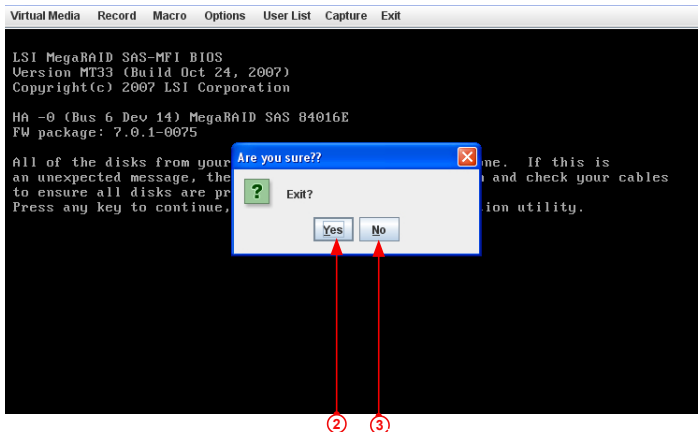 Virtual Media Record Macro Options User List Capture Exit
LSI MegaRAID SAS-MFI BIOS
Version MT33 (Build Oct 24, 2007)
Copyright(c) 2007 LSI Corporation
HA -0 (Bus 6 Dev 14) MegaRAID SAS 84016E
FW package: 7.0.1-0075
All of the disks from your one. If this is
an unexpected message, the and check your cables
to ensure all disks are pr
Press any key to continue, ion utility.
Are you sure??
?
Exit?
Yes No
2 3